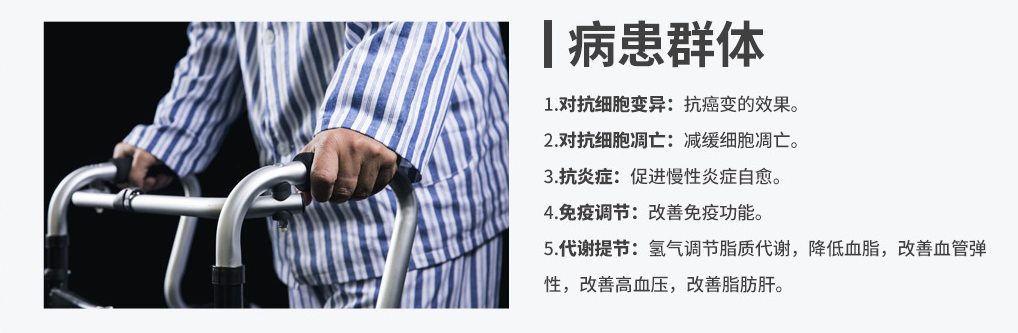 病患群体
1.对抗细胞变异：抗癌变的效果。
2.对抗细胞凋亡：减缓细胞凋亡。
3.抗炎症：促进慢性炎症自愈。
4.免疫调节：改善免疫功能。
5.代谢提节：氢气调节脂质代谢，降低血脂，改善血管弹
性，改善高血压，改善脂肪肝。